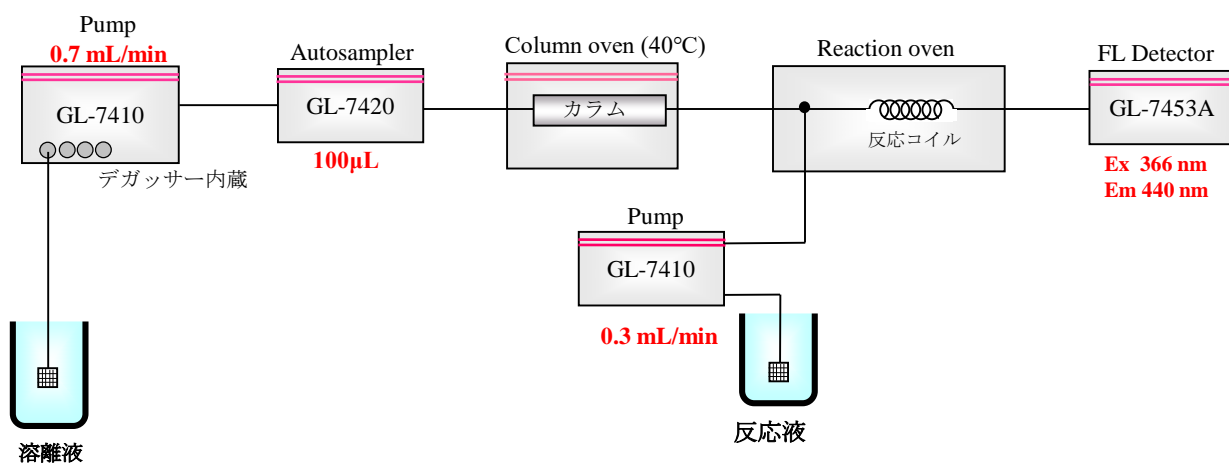 Pump
0.7 mL/min
GL-7410
デガッサー内蔵
Autosampler
GL-7420
100μL
Column oven (40℃)
カラム
Reaction oven
反応コイル
FL Detector
GL-7453A
Ex 366 nm
Em 440 nm
Pump
GL-7410
0.3 mL/min
溶離液
反応液